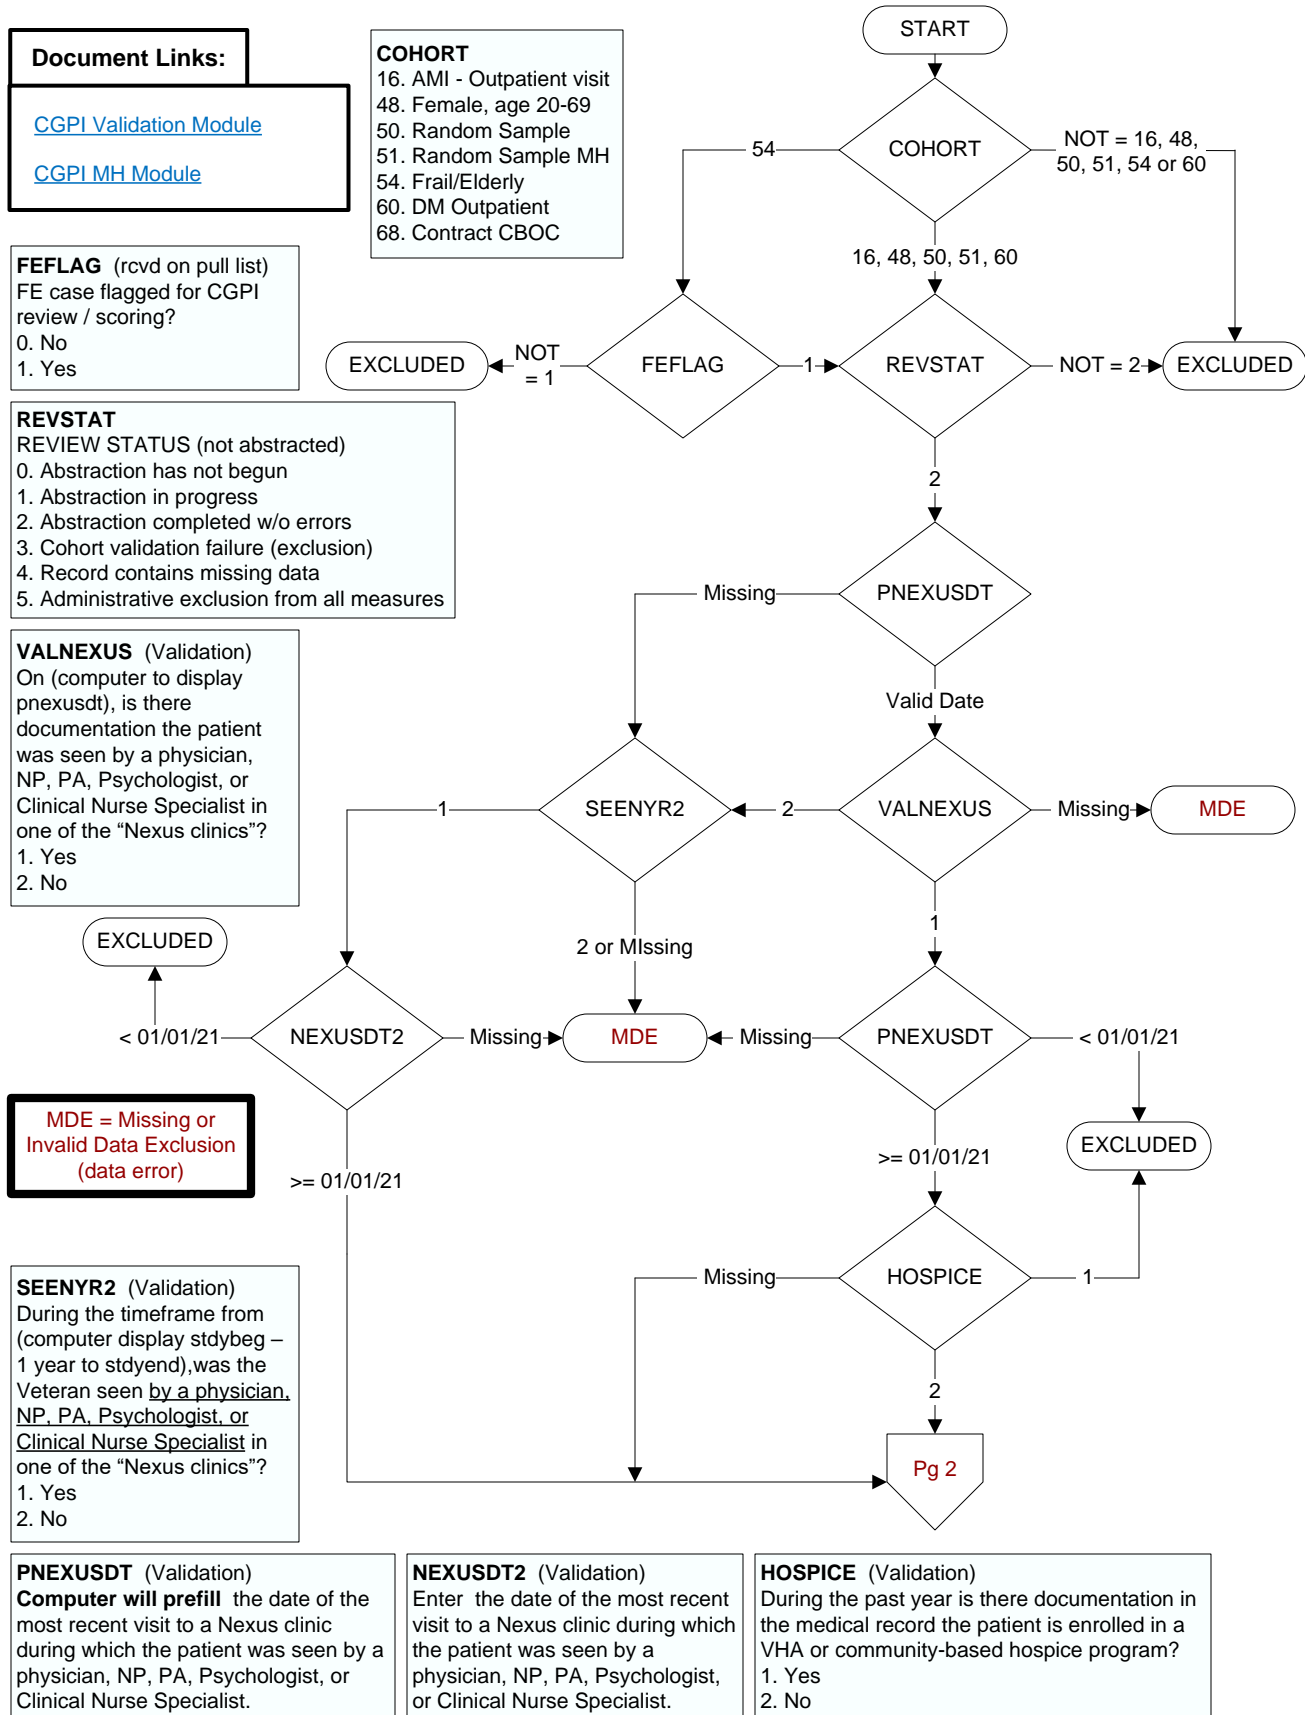 Document Links:
CGPI Validation Module
CGPI MH Module
COHORT
16. AMI - Outpatient visit
48. Female, age 20-69
50. Random Sample
51. Random Sample MH
54. Frail/Elderly
60. DM Outpatient
68. Contract CBOC
START
COHORT
54
NOT = 16, 48,
50, 51, 54 or 60
16, 48, 50, 51, 60
FEFLAG (rcvd on pull list)
FE case flagged for CGPI
review / scoring?
0. No
1. Yes
EXCLUDED
NOT
= 1
FEFLAG
1
REVSTAT
NOT = 2
EXCLUDED
REVSTAT
REVIEW STATUS (not abstracted)
0. Abstraction has not begun
1. Abstraction in progress
2. Abstraction completed w/o errors
3. Cohort validation failure (exclusion)
4. Record contains missing data
5. Administrative exclusion from all measures
2
Missing
PNEXUSDT
Valid Date
VALNEXUS (Validation)
On (computer to display
pnexusdt), is there
documentation the patient
was seen by a physician,
NP, PA, Psychologist, or
Clinical Nurse Specialist in
one of the “Nexus clinics”?
1. Yes
2. No
1
SEENYR2
2
VALNEXUS
Missing
MDE
EXCLUDED
2 or MIssing
1
< 01/01/21
NEXUSDT2
Missing
MDE
Missing
PNEXUSDT
< 01/01/21
MDE = Missing or
Invalid Data Exclusion
(data error)
>= 01/01/21
>= 01/01/21
EXCLUDED
SEENYR2 (Validation)
During the timeframe from
(computer display stdybeg –
1 year to stdyend),was the
Veteran seen by a physician,
NP, PA, Psychologist, or
Clinical Nurse Specialist in
one of the “Nexus clinics”?
1. Yes
2. No
Missing
HOSPICE
1
2
Pg 2
PNEXUSDT (Validation)
Computer will prefill the date of the
most recent visit to a Nexus clinic
during which the patient was seen by a
physician, NP, PA, Psychologist, or
Clinical Nurse Specialist.
NEXUSDT2 (Validation)
Enter the date of the most recent
visit to a Nexus clinic during which
the patient was seen by a
physician, NP, PA, Psychologist,
or Clinical Nurse Specialist.
HOSPICE (Validation)
During the past year is there documentation in
the medical record the patient is enrolled in a
VHA or community-based hospice program?
1. Yes
2. No